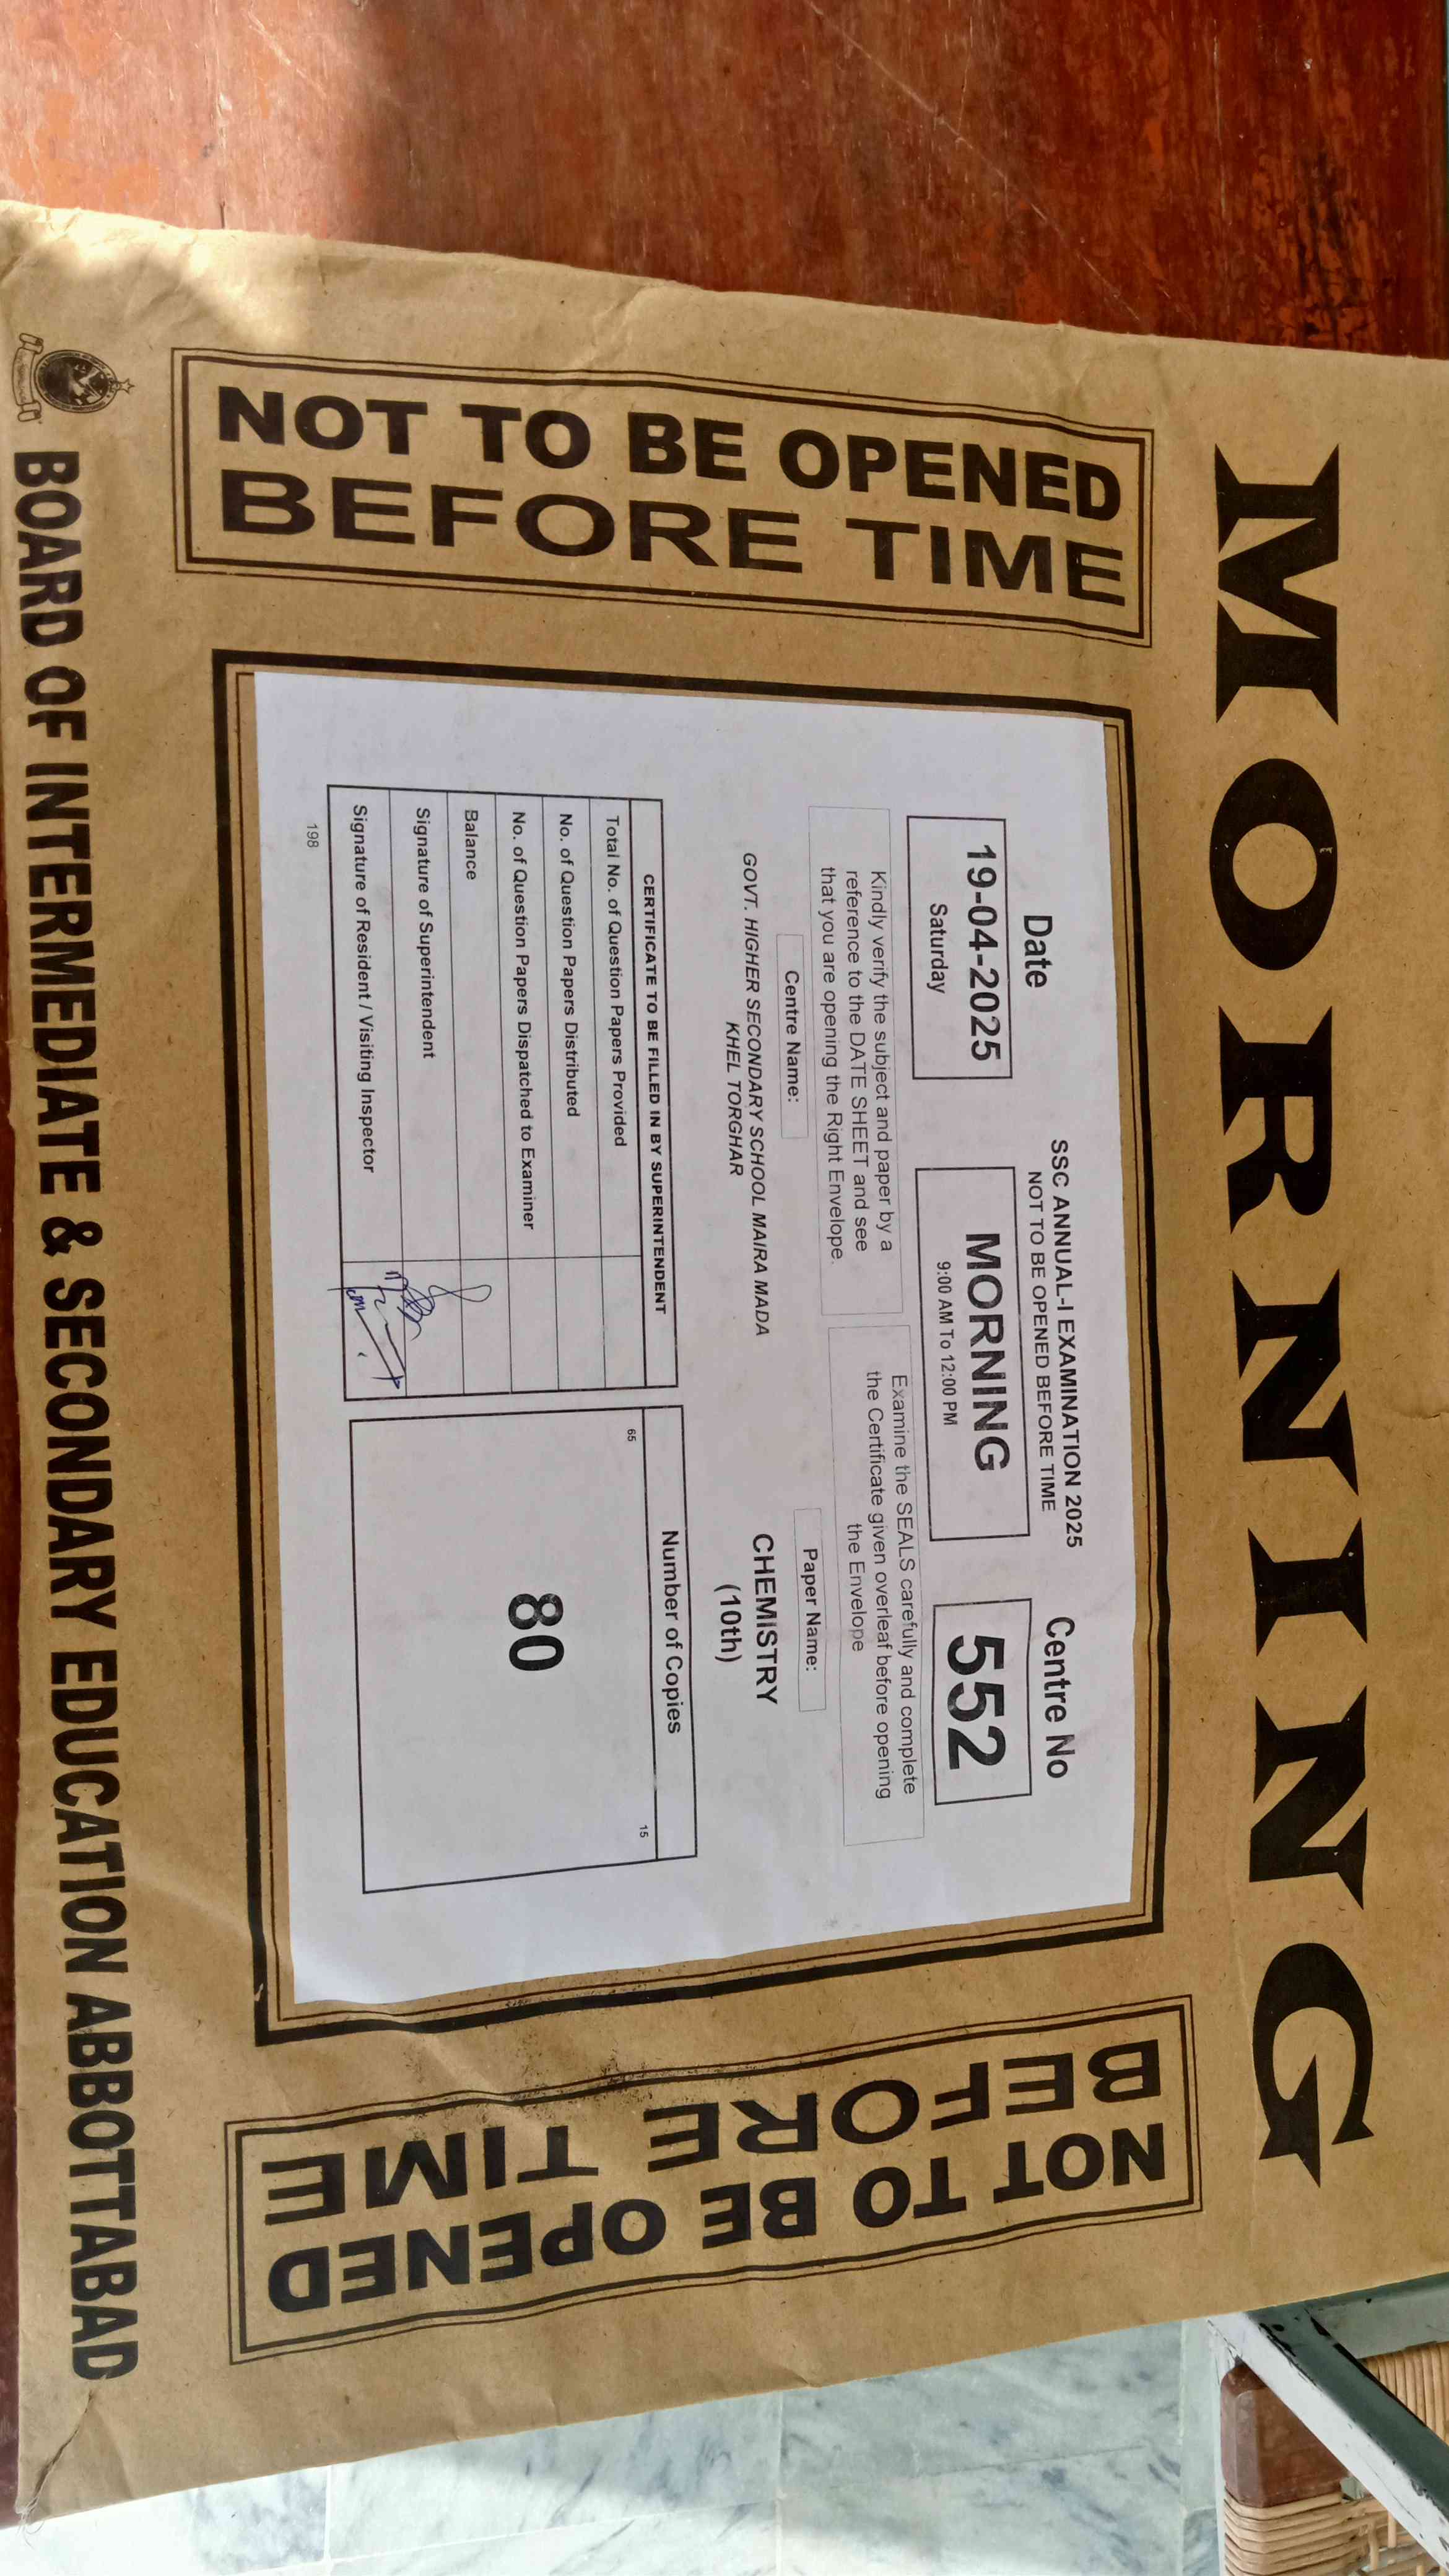 MORNING
NOT TO BE OPENED
BEFORE TIME
Date
19-04-2025
Saturday
SSC ANNUAL-I EXAMINATION 2025
NOT TO BE OPENED BEFORE TIME
MORNING
9:00 AM To 12:00 PM
Centre No
552
Kindly verify the subject and paper by a
reference to the DATE SHEET and see
that you are opening the Right Envelope.
Examine the SEALS carefully and complete
the Certificate given overleaf before opening
the Envelope
Centre Name:
GOVT. HIGHER SECONDARY SCHOOL MAIRA MADA
KHEL TORGHAR
Paper Name:
CHEMISTRY
(10th)
CERTIFICATE TO BE FILLED IN BY SUPERINTENDENT
Total No. of Question Papers Provided
No. of Question Papers Distributed
No. of Question Papers Dispatched to Examiner
Balance
Signature of Superintendent
Signature of Resident / Visiting Inspector
198
Number of Copies
65
15
80
NOT TO BE OPENED
BEFORE TIME
BOARD OF INTERMEDIATE & SECONDARY EDUCATION ABBOTTABAD